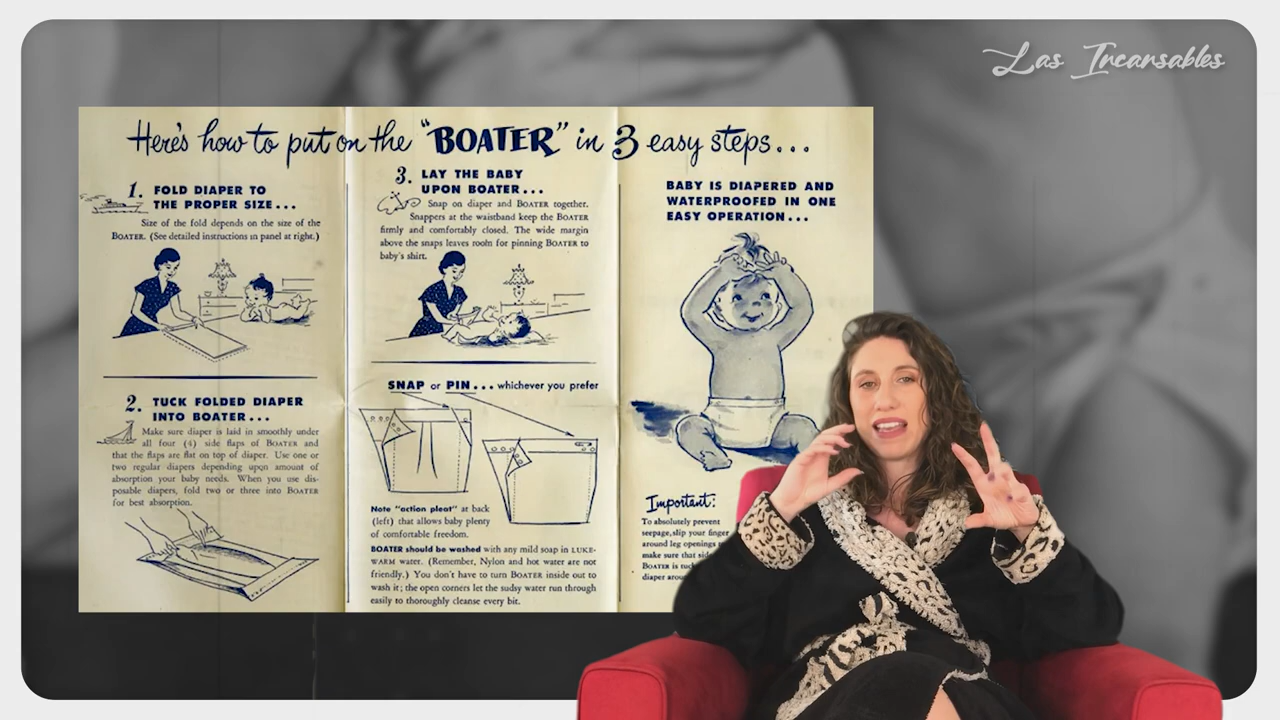 Las Incansables
Here's how to put on the "BOATER" in 3 easy steps...
1. FOLD DIAPER TO
THE PROPER SIZE...
Size of the fold depends on the size of the
BOATER. (See detailed instructions in panel at right.)
2. TUCK FOLDED DIAPER
INTO BOATER...
Make sure diaper is laid in smoothly under
all four (4) side flaps of BOATER and
that the flaps are flat on top of diaper. Use one or
two regular diapers depending upon amount of
absorption your baby needs. When you use dis-
posable diapers, fold two or three into BOATER
for best absorption.
3. LAY THE BABY
UPON BOATER...
Snap on diaper and BOATER together.
Snappers at the waistband keep the BOATER
firmly and comfortably closed. The wide margin
above the snaps leaves room for pinning BOATER to
baby's shirt.
SNAP or PIN... whichever you prefer
Note "action pleat" at back
(left) that allows baby plenty
of comfortable freedom.
BOATER should be washed with any mild soap in LUKE-
WARM water. (Remember, Nylon and hot water are not
friendly.) You don't have to turn BOATER inside out to
wash it; the open corners let the sudsy water run through
easily to thoroughly cleanse every bit.
BABY IS DIAPERED AND
WATERPROOFED IN ONE
EASY OPERATION...
Important:
To absolutely prevent
seepage, slip your finger
around leg openings
make sure that side
BOATER is tuck
diaper arou